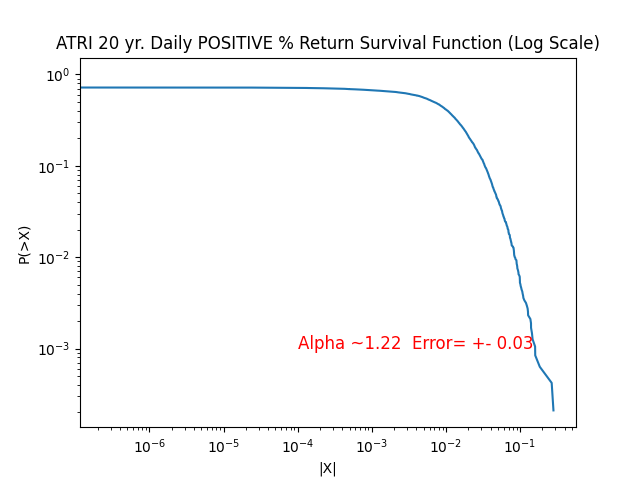 ATRI 20 yr. Daily POSITIVE % Return Survival Function (Log Scale)
10⁰
10⁻¹
10⁻²
10⁻³
P(>X)
Alpha ~1.22  Error= +- 0.03
10⁻⁶ 10⁻⁵ 10⁻⁴ 10⁻³ 10⁻² 10⁻¹
|X|